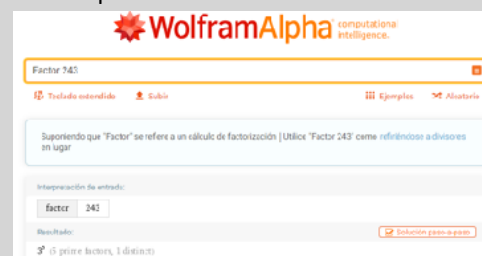 WolframAlpha computational intelligence.
Factor 243
Teclado extendido Subir Ejemplos Aleatorio
Suponiendo que "Factor" se refiere a un cálculo de factorización | Utilice "Factor 243" como refiriéndose a divisores
en lugar
Interpretación de entrada:
factor 243
Resultado: Solución paso-a-paso
3⁵ (5 prime factors, 1 distinct)